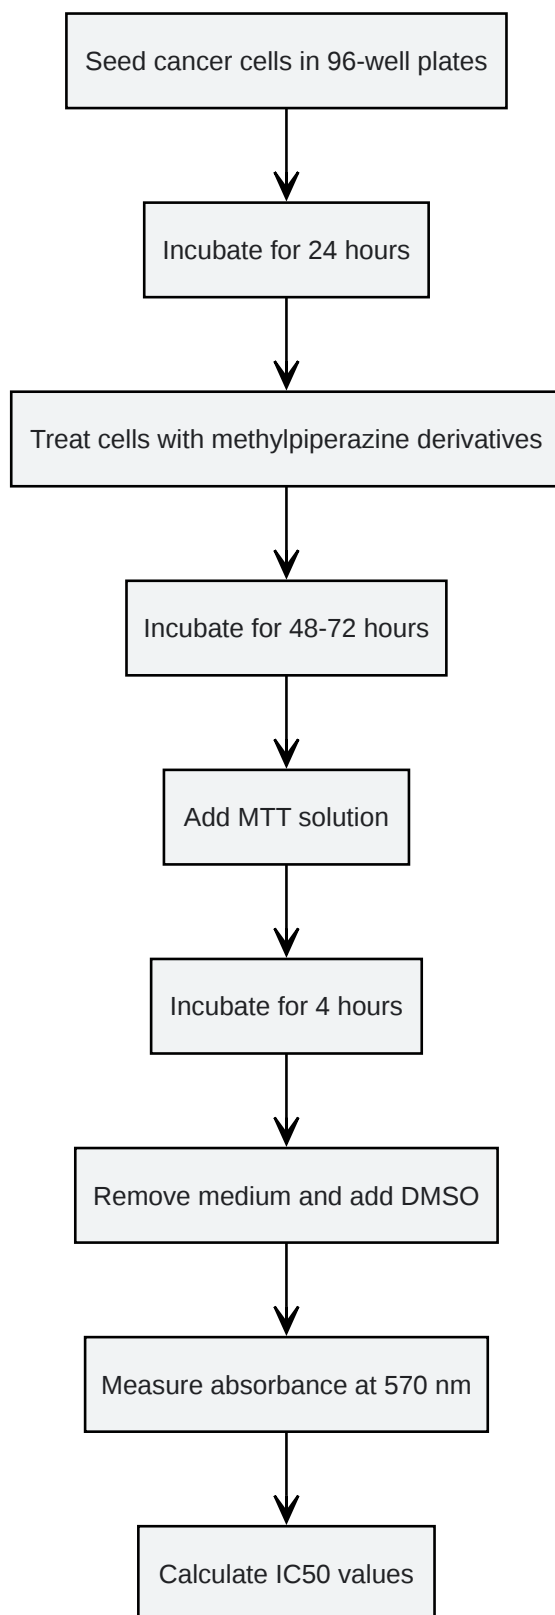 Seed cancer cells in 96-well plates
Incubate for 24 hours
Treat cells with methylpiperazine derivatives
Incubate for 48-72 hours
Add MTT solution
Incubate for 4 hours
Remove medium and add DMSO
Measure absorbance at 570 nm
Calculate IC50 values